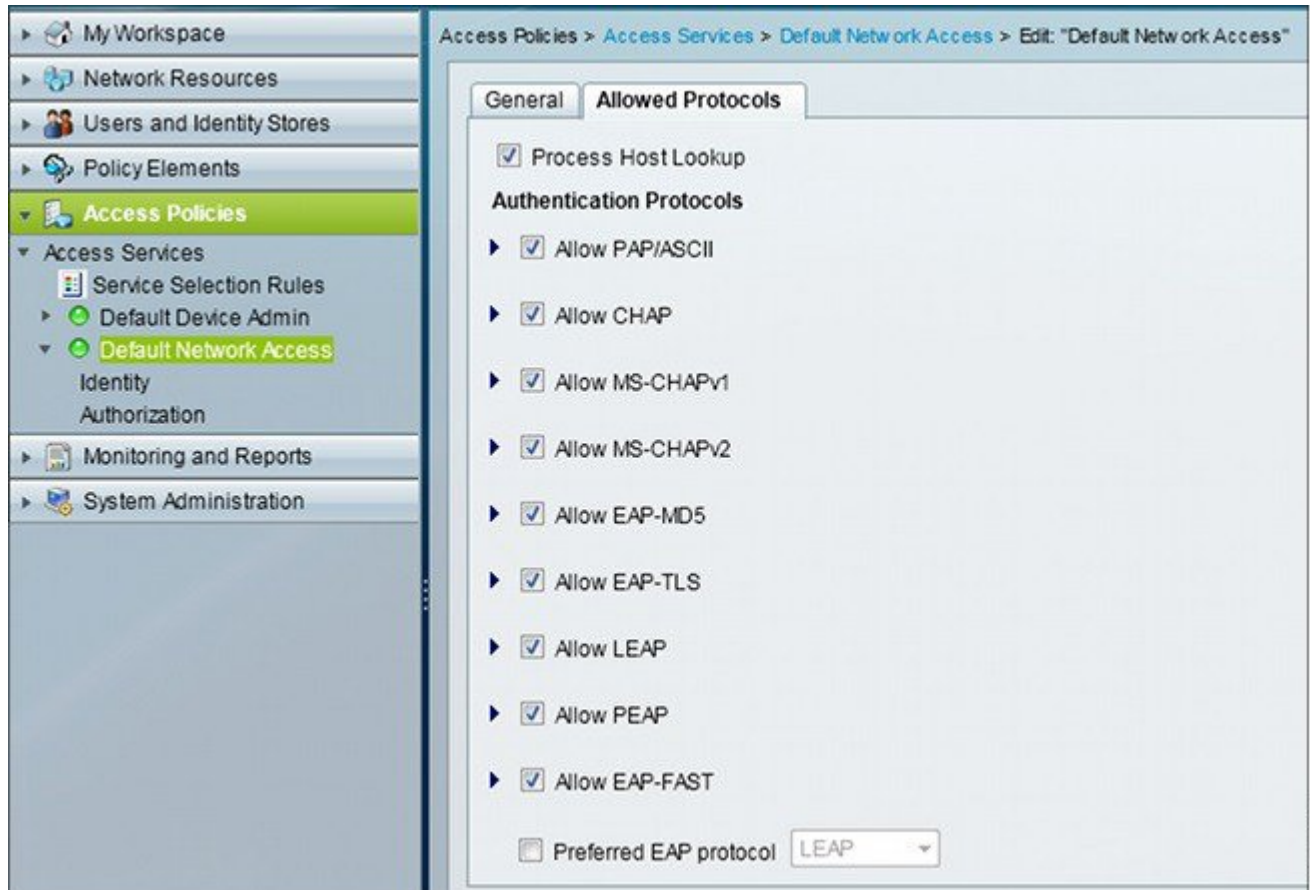 My Workspace
Network Resources
Users and Identity Stores
Policy Elements
Access Policies
Access Services
Service Selection Rules
Default Device Admin
Default Network Access
Identity
Authorization
Monitoring and Reports
System Administration
Access Policies > Access Services > Default Network Access > Edit: "Default Network Access"
General Allowed Protocols
Process Host Lookup
Authentication Protocols
Allow PAP/ASCII
Allow CHAP
Allow MS-CHAPv1
Allow MS-CHAPv2
Allow EAP-MD5
Allow EAP-TLS
Allow LEAP
Allow PEAP
Allow EAP-FAST
Preferred EAP protocol LEAP